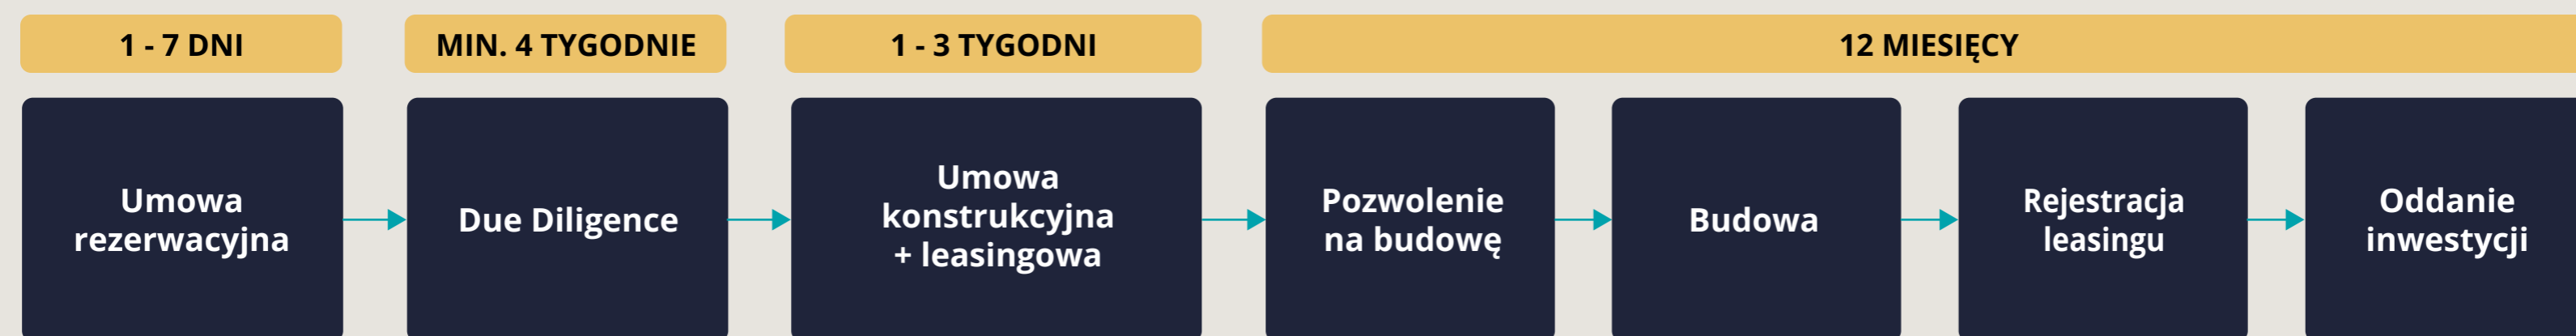 1 - 7 DNI
MIN. 4 TYGODNIE
1 - 3 TYGODNI
12 MIESIĘCY
Umowa
rezerwacyjna
Due Diligence
Umowa
konstrukcyjna
+ leasingowa
Pozwolenie
na budowę
Budowa
Rejestracja
leasingu
Oddanie
inwestycji